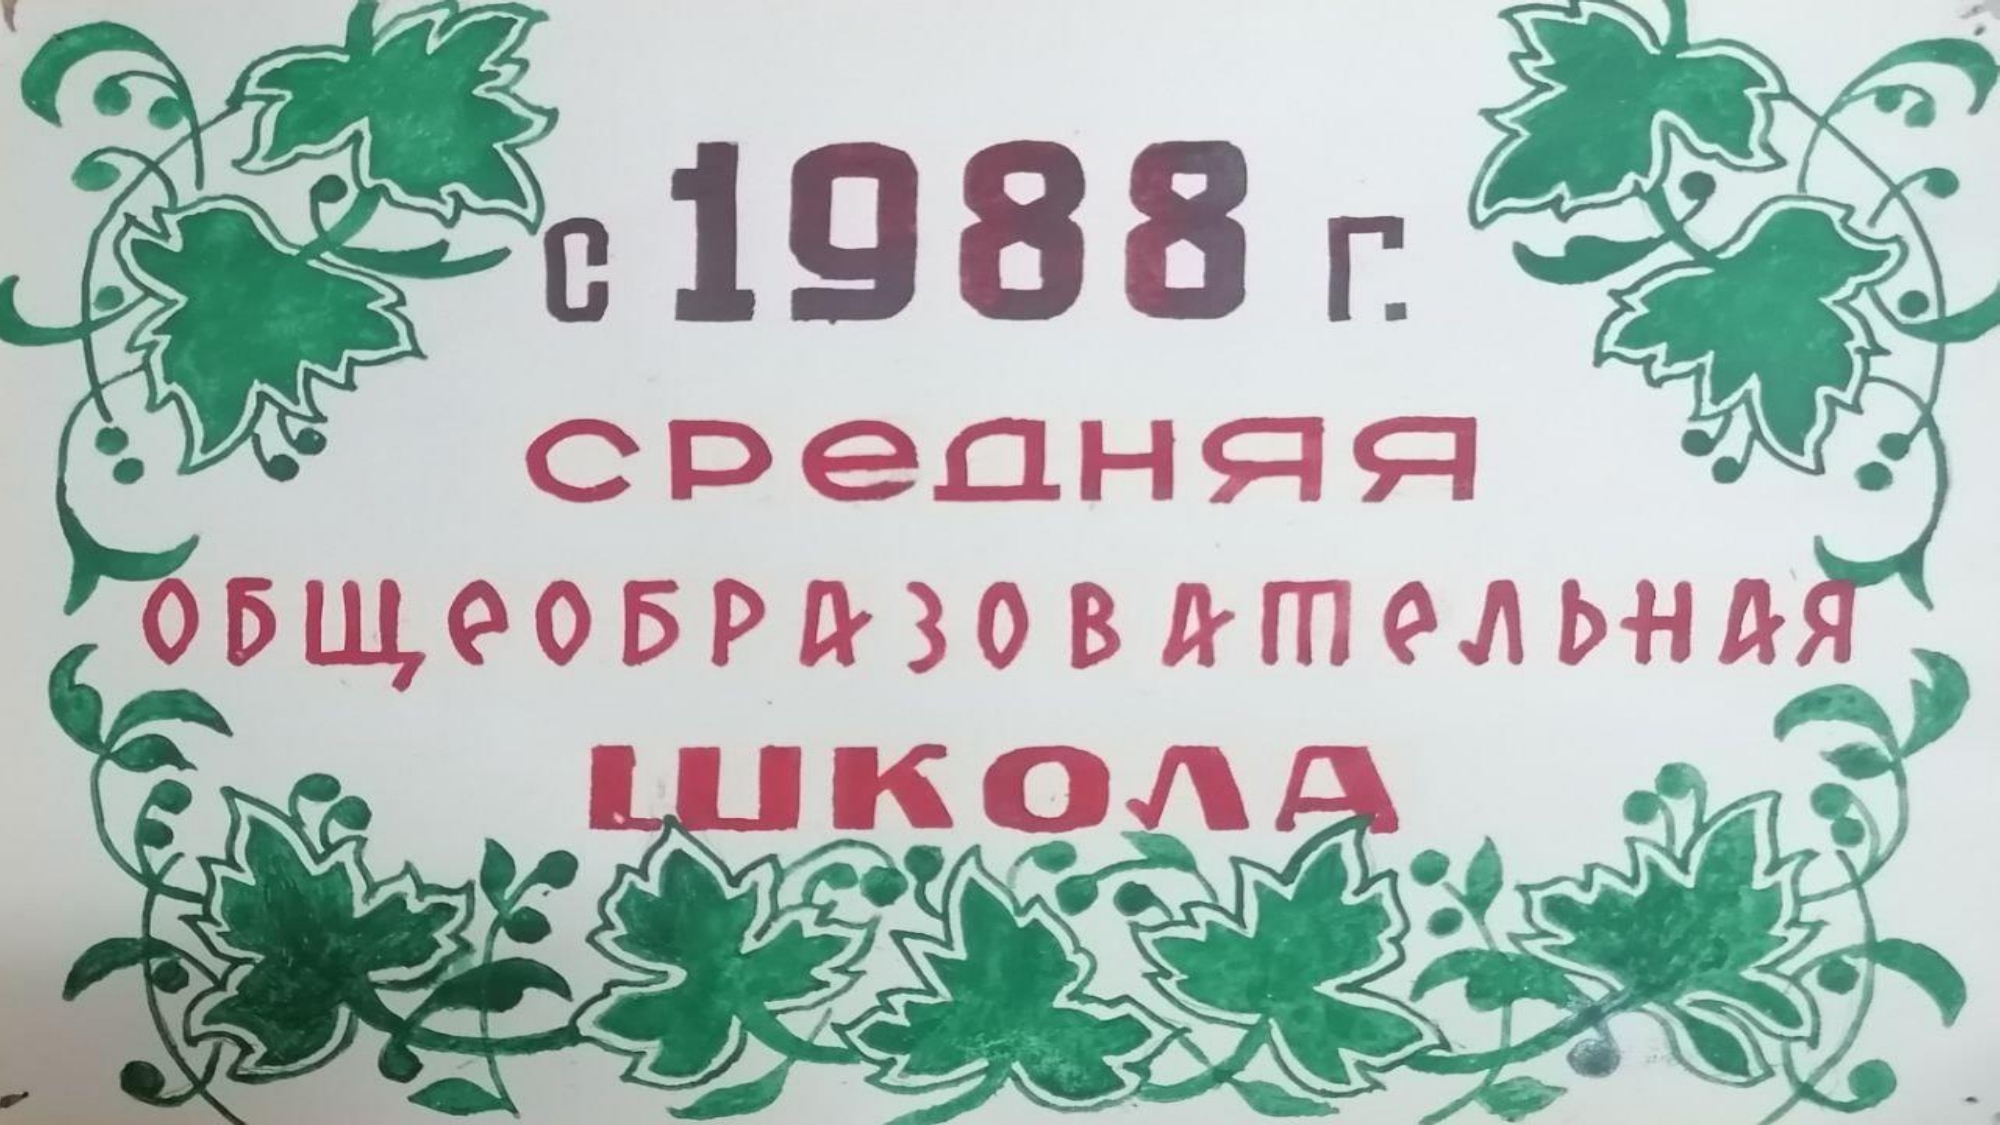 с 1988 г.
СРЕДНЯЯ
ОБЩЕОБРАЗОВАТЕЛЬНАЯ
ШКОЛА